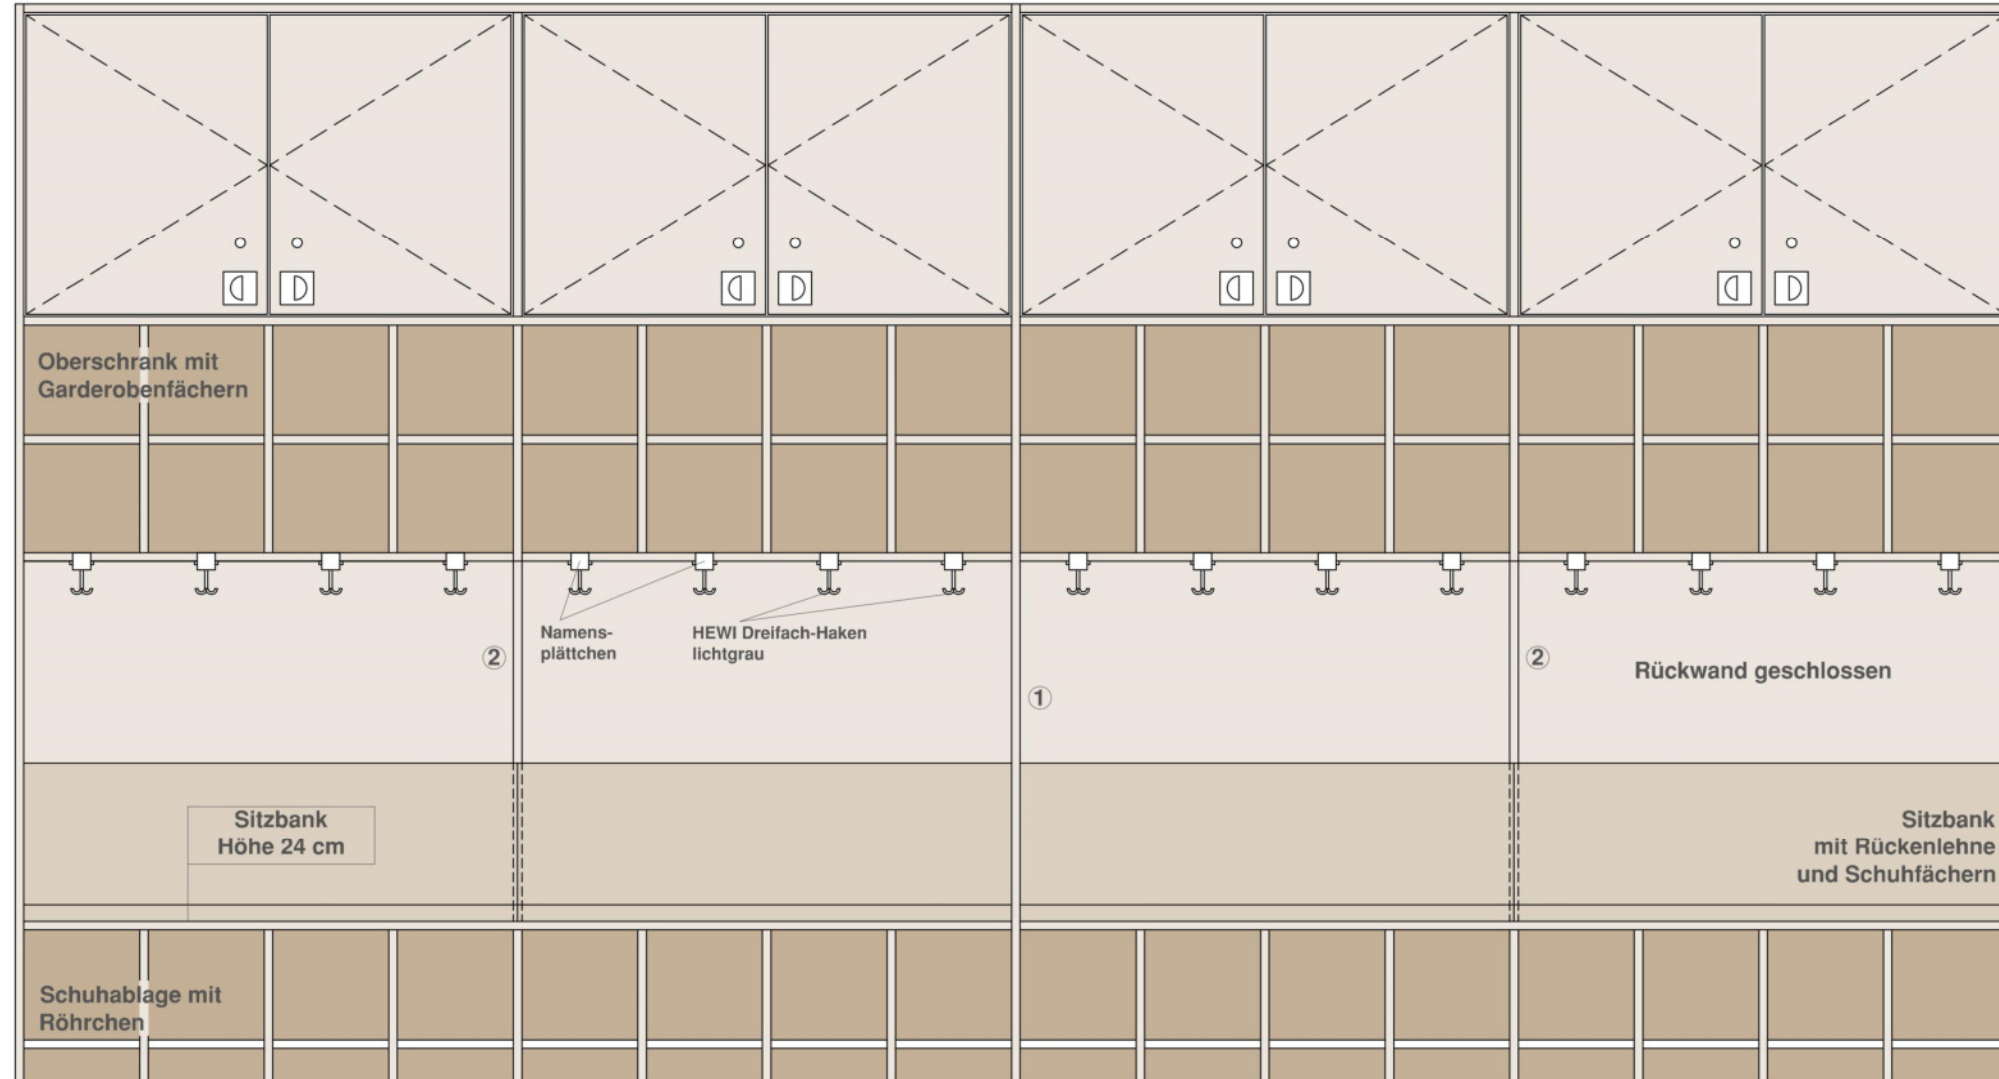 Oberschrank mit
Garderobenfächern
Namens-
plättchen
HEWI Dreifach-Haken
lichtgrau
②
①
②
Rückwand geschlossen
Sitzbank
Höhe 24 cm
Sitzbank
mit Rückenlehne
und Schuhfächern
Schuhablage mit
Röhrchen